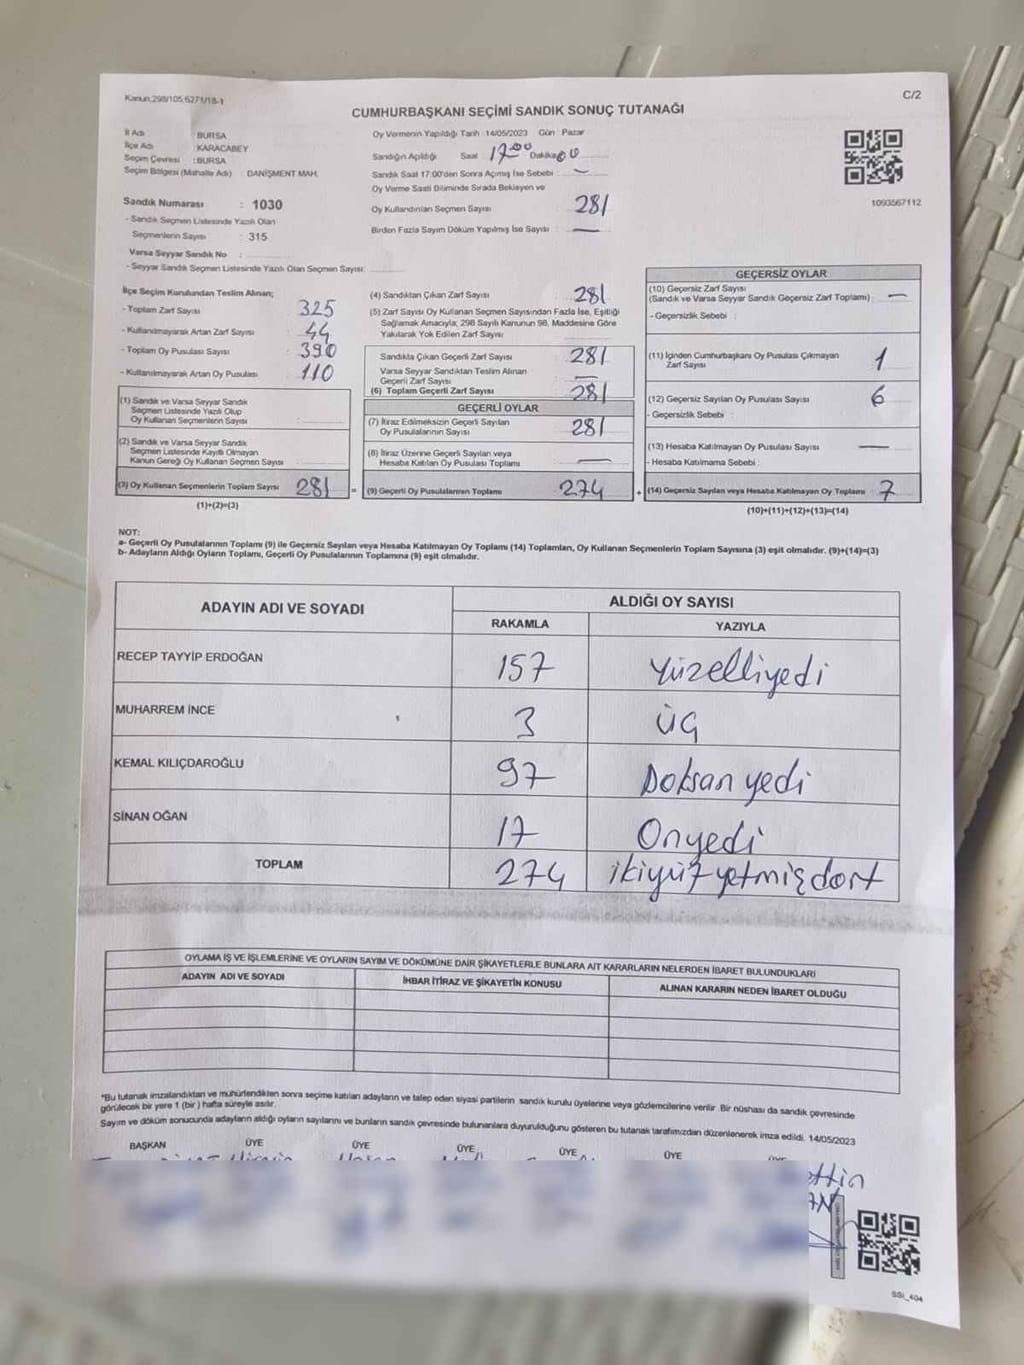 Kanun:298/105,6271/18-1
C/2
CUMHURBAŞKANI SEÇİMİ SANDIK SONUÇ TUTANAĞI
İl Adı : BURSA
İlçe Adı : KARACABEY
Seçim Çevresi : BURSA
Seçim Bölgesi (Mahalle Adı) DANİŞMENT MAH.
Sandık Numarası : 1030
- Sandık Seçmen Listesinde Yazılı Olan
Seçmenlerin Sayısı : 315
Varsa Seyyar Sandık No :
- Seyyar Sandık Seçmen Listesinde Yazılı Olan Seçmen Sayısı:
Oy Vermenin Yapıldığı Tarih :14/05/2023 Gün : Pazar
Sandığın Açıldığı Saat 17:00 Dakika 00
Sandık Saat 17:00'den Sonra Açımış İse Sebebi : —
Oy Verme Saati Bitiminde Sırada Bekleyen ve
Oy Kullandırılan Seçmen Sayısı : 281
Birden Fazla Sayım Döküm Yapılmış İse Sayısı : —
1093567112
İlçe Seçim Kurulundan Teslim Alınan;
- Toplam Zarf Sayısı : 325
- Kullanılmayarak Artan Zarf Sayısı : 44
- Toplam Oy Pusulası Sayısı : 390
- Kullanılmayarak Artan Oy Pusulası : 110
(1) Sandık ve Varsa Seyyar Sandık
Seçmen Listesinde Yazılı Olup
Oy Kullanan Seçmenlerin Sayısı :
(2) Sandık ve Varsa Seyyar Sandık
Seçmen Listesinde Kayıtlı Olmayan
Kanun Gereği Oy Kullanan Seçmen Sayısı :
(3) Oy Kullanan Seçmenlerin Toplam Sayısı 281
(1)+(2)=(3)
(4) Sandıktan Çıkan Zarf Sayısı : 281
(5) Zarf Sayısı Oy Kullanan Seçmen Sayısından Fazla İse, Eşitliği
Sağlamak Amacıyla; 298 Sayılı Kanunun 98. Maddesine Göre
Yakılarak Yok Edilen Zarf Sayısı :
Sandıkta Çıkan Geçerli Zarf Sayısı : 281
Varsa Seyyar Sandıktan Teslim Alınan
Geçerli Zarf Sayısı : —
(6) Toplam Geçerli Zarf Sayısı : 281
GEÇERLİ OYLAR
(7) İtiraz Edilmeksizin Geçerli Sayılan
Oy Pusulalarının Sayısı : 281
(8) İtiraz Üzerine Geçerli Sayılan veya
Hesaba Katılan Oy Pusulası Toplamı : —
= (9) Geçerli Oy Pusulalarının Toplamı : 274
GEÇERSİZ OYLAR
(10) Geçersiz Zarf Sayısı
(Sandık ve Varsa Seyyar Sandık Geçersiz Zarf Toplam) : —
- Geçersizlik Sebebi :
(11) İçinden Cumhurbaşkanı Oy Pusulası Çıkmayan
Zarf Sayısı : 1
(12) Geçersiz Sayılan Oy Pusulası Sayısı : 6
- Geçersizlik Sebebi :
(13) Hesaba Katılmayan Oy Pusulası Sayısı : —
- Hesaba Katılmama Sebebi :
+ (14) Geçersiz Sayılan veya Hesaba Katılmayan Oy Toplamı : 7
(10)+(11)+(12)+(13)=(14)
NOT:
a- Geçerli Oy Pusulalarının Toplamı (9) ile Geçersiz Sayılan veya Hesaba Katılmayan Oy Toplamı (14) Toplamları, Oy Kullanan Seçmenlerin Toplam Sayısına (3) eşit olmalıdır. (9)+(14)=(3)
b- Adayların Aldığı Oyların Toplamı, Geçerli Oy Pusulalarının Toplamına (9) eşit olmalıdır.
ADAYIN ADI VE SOYADI
ALDIĞI OY SAYISI
RAKAMLA YAZIYLA
RECEP TAYYİP ERDOĞAN 157 Yüzelliyedi
MUHARREM İNCE 3 üç
KEMAL KILIÇDAROĞLU 97 Doksan yedi
SİNAN OĞAN 17 Onyedi
TOPLAM 274 ikiyüz yetmiş dört
OYLAMA İŞ VE İŞLEMLERİNE VE OYLARIN SAYIM VE DÖKÜMÜNE DAİR ŞİKAYETLERLE BUNLARA AİT KARARLARIN NELERDEN İBARET BULUNDUKLARI
ADAYIN ADI VE SOYADI İHBAR İTİRAZ VE ŞİKAYETİN KONUSU ALINAN KARARIN NEDEN İBARET OLDUĞU
*Bu tutanak imzalandıktan ve mühürlendikten sonra seçime katılan adayların ve talep eden siyasi partilerin sandık kurulu üyelerine veya gözlemcilerine verilir. Bir nüshası da sandık çevresinde
görülecek bir yere 1 (bir) hafta süreyle asılır.
Sayım ve döküm sonucunda adayların aldığı oyların sayılarını ve bunların sandık çevresinde bulunanlara duyurulduğunu gösteren bu tutanak tarafımızdan düzenlenerek imza edildi. 14/05/2023
BAŞKAN ÜYE ÜYE ÜYE ÜYE ÜYE
SSI_404